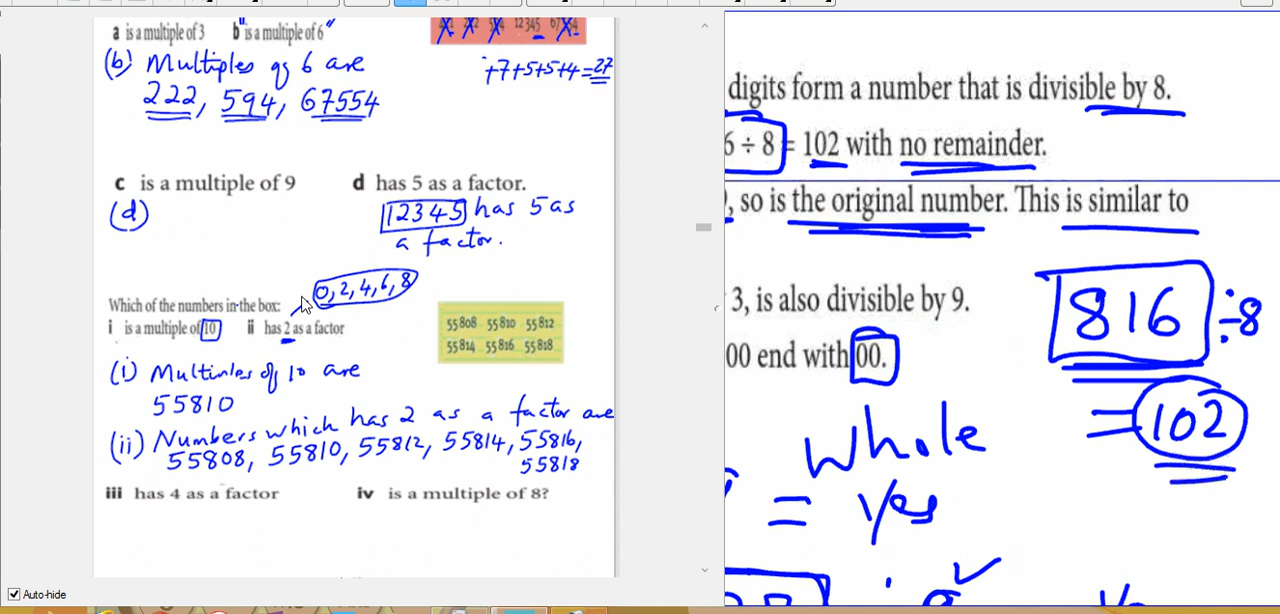 a is a multiple of 3 b is a multiple of 6
12345
(b) Multiples of 6 are
+7+5+5+4=27
222, 594, 67554
c is a multiple of 9 d has 5 as a factor.
(d) 12345 has 5 as
a factor.
0, 2, 4, 6, 8
Which of the numbers in the box:
i is a multiple of 10 ii has 2 as a factor
55808 55810 55812
55814 55816 55818
(i) Multiples of 10 are
55810
(ii) Numbers which has 2 as a factor are
55808, 55810, 55812, 55814, 55816,
55818
iii has 4 as a factor iv is a multiple of 8?
Auto-hide
digits form a number that is divisible by 8.
6 ÷ 8 = 102 with no remainder.
, so is the original number. This is similar to
3, is also divisible by 9.
816 ÷8
00 end with 00.
= 102
Whole
= Yes